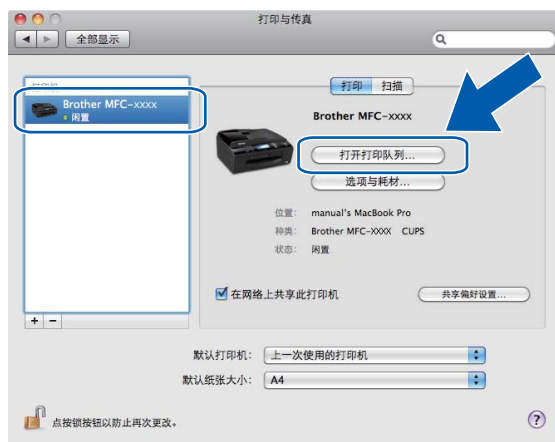 打印与传真
全部显示
打印机
Brother MFC-xxxx
闲置
打印 扫描
Brother MFC-xxxx
打开打印队列...
选项与耗材...
位置: manual's MacBook Pro
种类: Brother MFC-XXXX CUPS
状态: 闲置
在网络上共享此打印机
共享偏好设置...
+ -
默认打印机: 上一次使用的打印机
默认纸张大小: A4
点按锁按钮以防止再次更改。
?